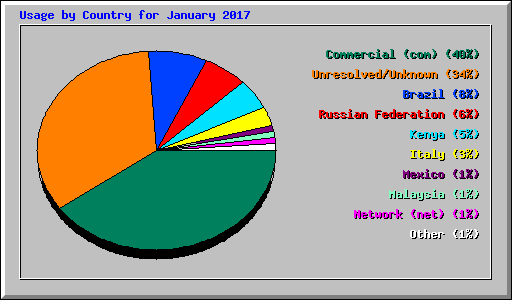 Usage by Country for January 2017
Commercial (com) (40%)
Unresolved/Unknown (34%)
Brazil (8%)
Russian Federation (6%)
Kenya (5%)
Italy (3%)
Mexico (1%)
Malaysia (1%)
Network (net) (1%)
Other (1%)